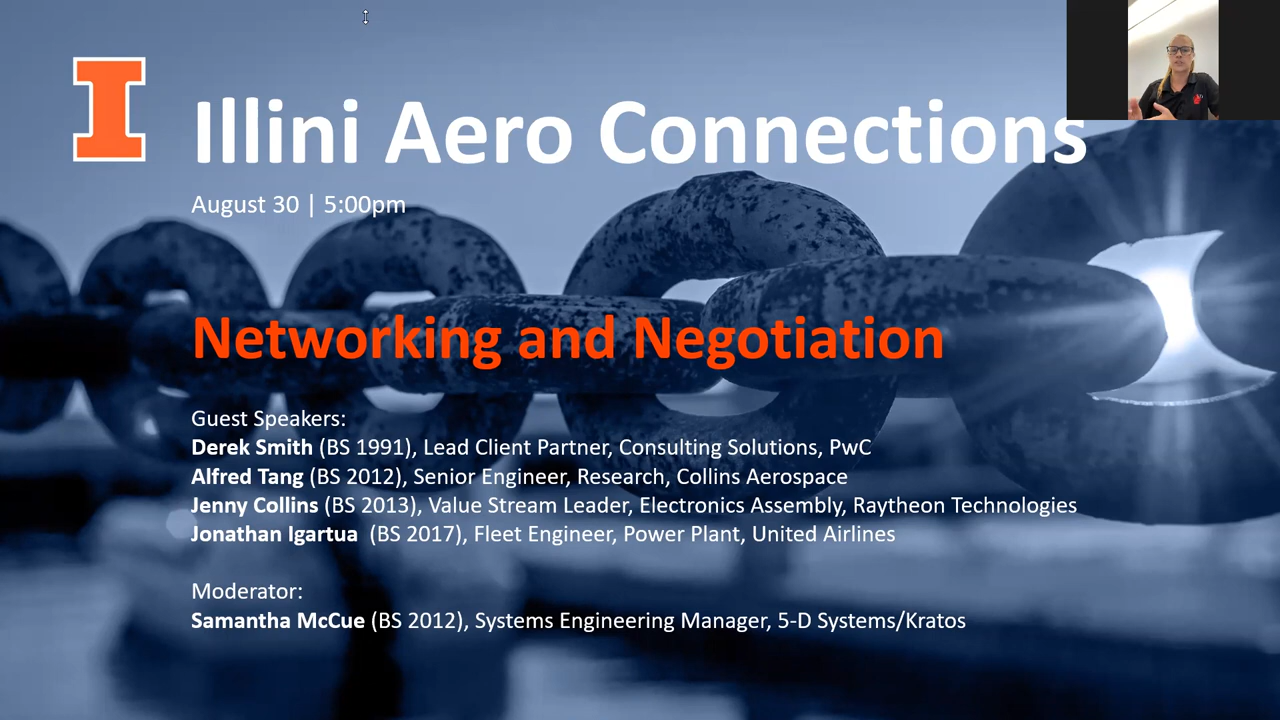 I
Illini Aero Connections
August 30 | 5:00pm
Networking and Negotiation
Guest Speakers:
Derek Smith (BS 1991), Lead Client Partner, Consulting Solutions, PwC
Alfred Tang (BS 2012), Senior Engineer, Research, Collins Aerospace
Jenny Collins (BS 2013), Value Stream Leader, Electronics Assembly, Raytheon Technologies
Jonathan Igartua (BS 2017), Fleet Engineer, Power Plant, United Airlines
Moderator:
Samantha McCue (BS 2012), Systems Engineering Manager, 5-D Systems/Kratos